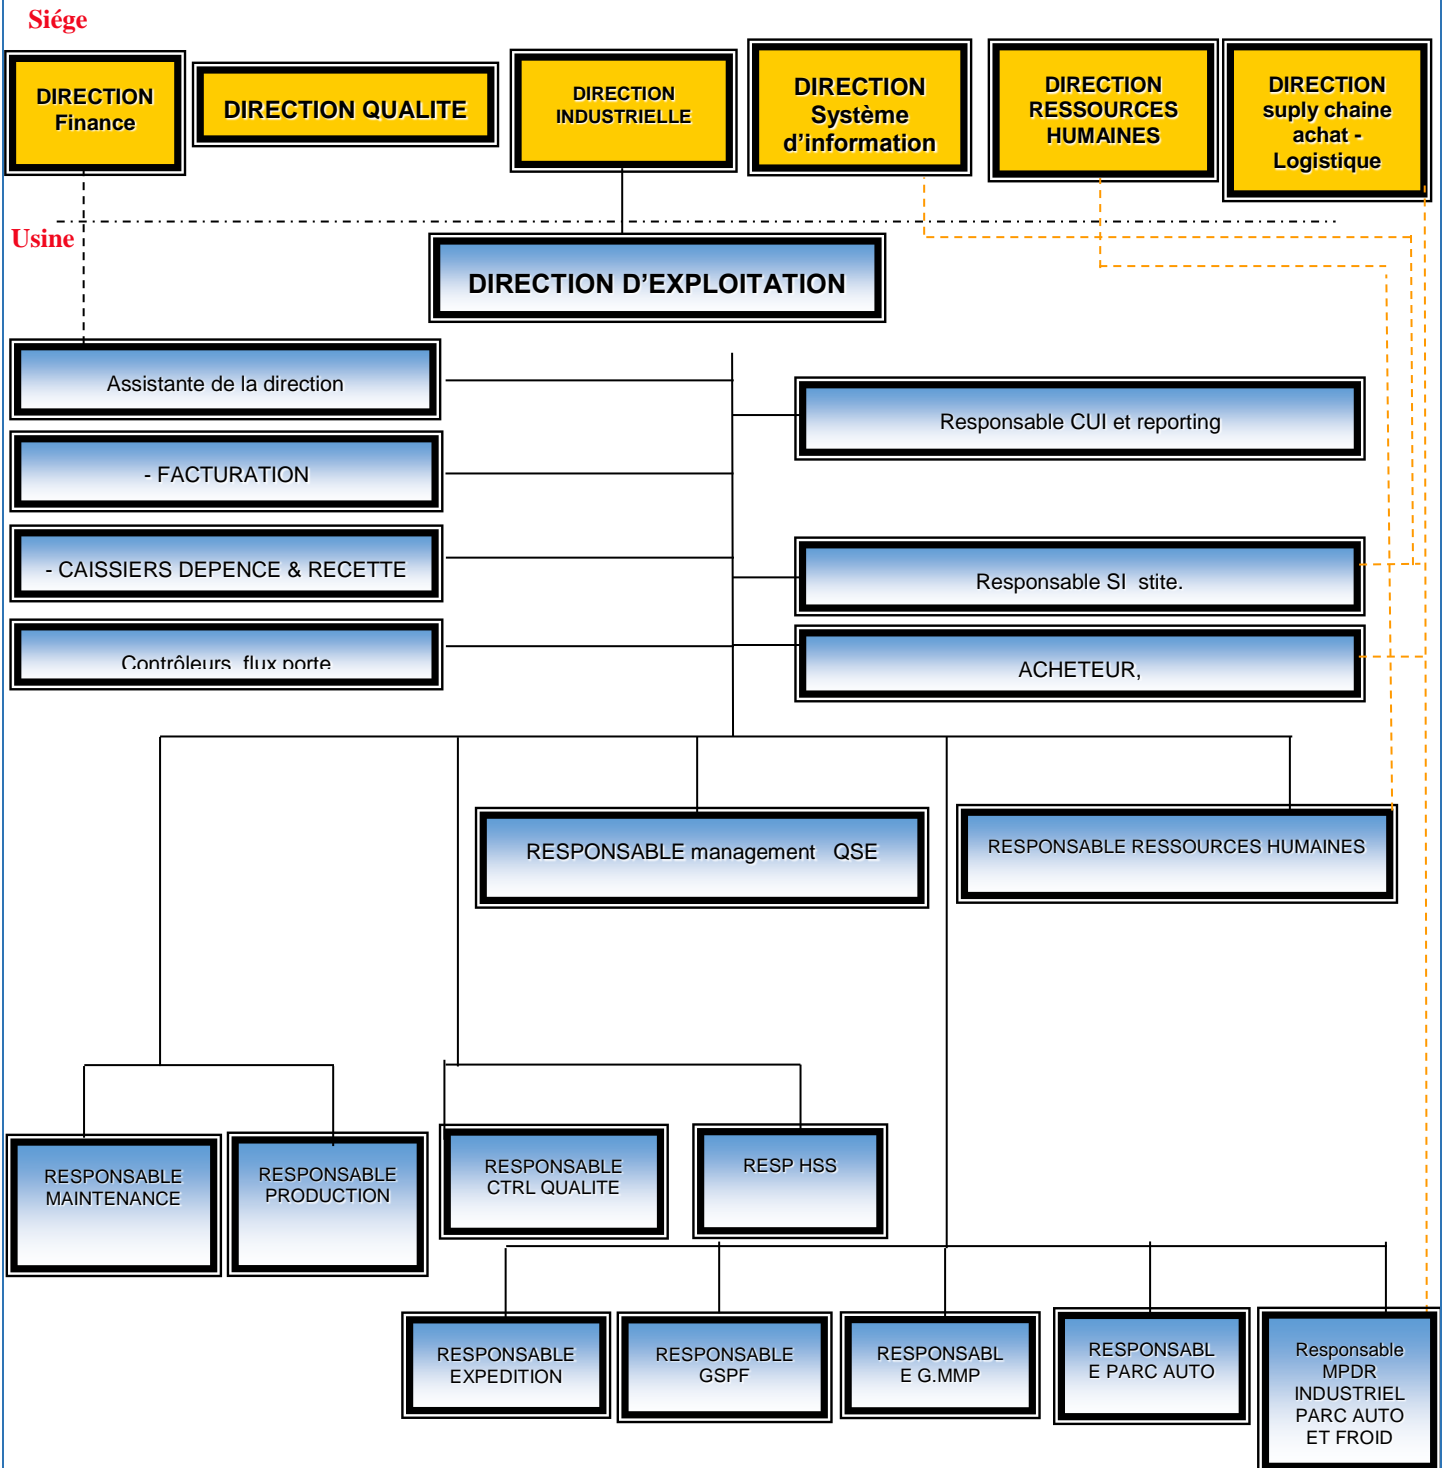 Siége
DIRECTION
Finance
DIRECTION QUALITE
DIRECTION
INDUSTRIELLE
DIRECTION
Système
d'information
DIRECTION
RESSOURCES
HUMAINES
DIRECTION
suply chaine
achat -
Logistique
Usine
DIRECTION D'EXPLOITATION
Assistante de la direction
Responsable CUI et reporting
- FACTURATION
- CAISSIERS DEPENCE & RECETTE
Responsable SI stite.
Contrôleurs flux porte
ACHETEUR,
RESPONSABLE management QSE
RESPONSABLE RESSOURCES HUMAINES
RESPONSABLE
MAINTENANCE
RESPONSABLE
PRODUCTION
RESPONSABLE
CTRL QUALITE
RESP HSS
RESPONSABLE
EXPEDITION
RESPONSABLE
GSPF
RESPONSABL
E G.MMP
RESPONSABL
E PARC AUTO
Responsable
MPDR
INDUSTRIEL
PARC AUTO
ET FROID